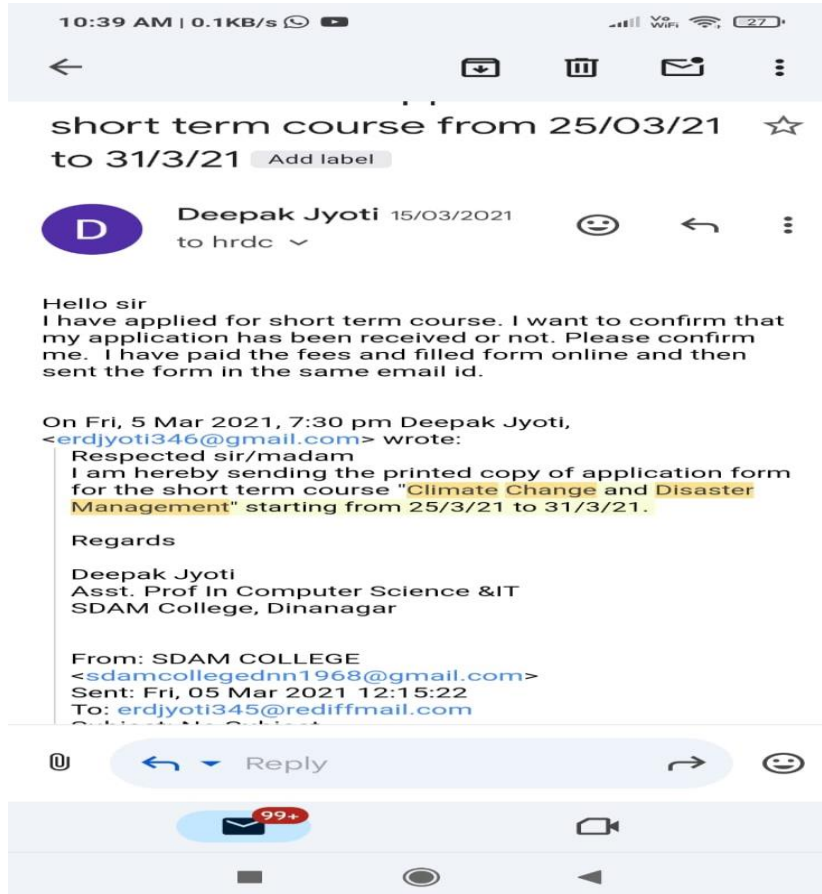 10:39 AM | 0.1KB/s
Vo
WiFi
27
short term course from 25/03/21
to 31/3/21 Add label
D
Deepak Jyoti 15/03/2021
to hrdc
Hello sir
I have applied for short term course. I want to confirm that
my application has been received or not. Please confirm
me.  I have paid the fees and filled form online and then
sent the form in the same email id.
On Fri, 5 Mar 2021, 7:30 pm Deepak Jyoti,
<erdjyoti346@gmail.com> wrote:
Respected sir/madam
I am hereby sending the printed copy of application form
for the short term course "Climate Change and Disaster
Management" starting from 25/3/21 to 31/3/21.
Regards
Deepak Jyoti
Asst. Prof In Computer Science &IT
SDAM College, Dinanagar
From: SDAM COLLEGE
<sdamcollegednn1968@gmail.com>
Sent: Fri, 05 Mar 2021 12:15:22
To: erdjyoti345@rediffmail.com
Reply
99+